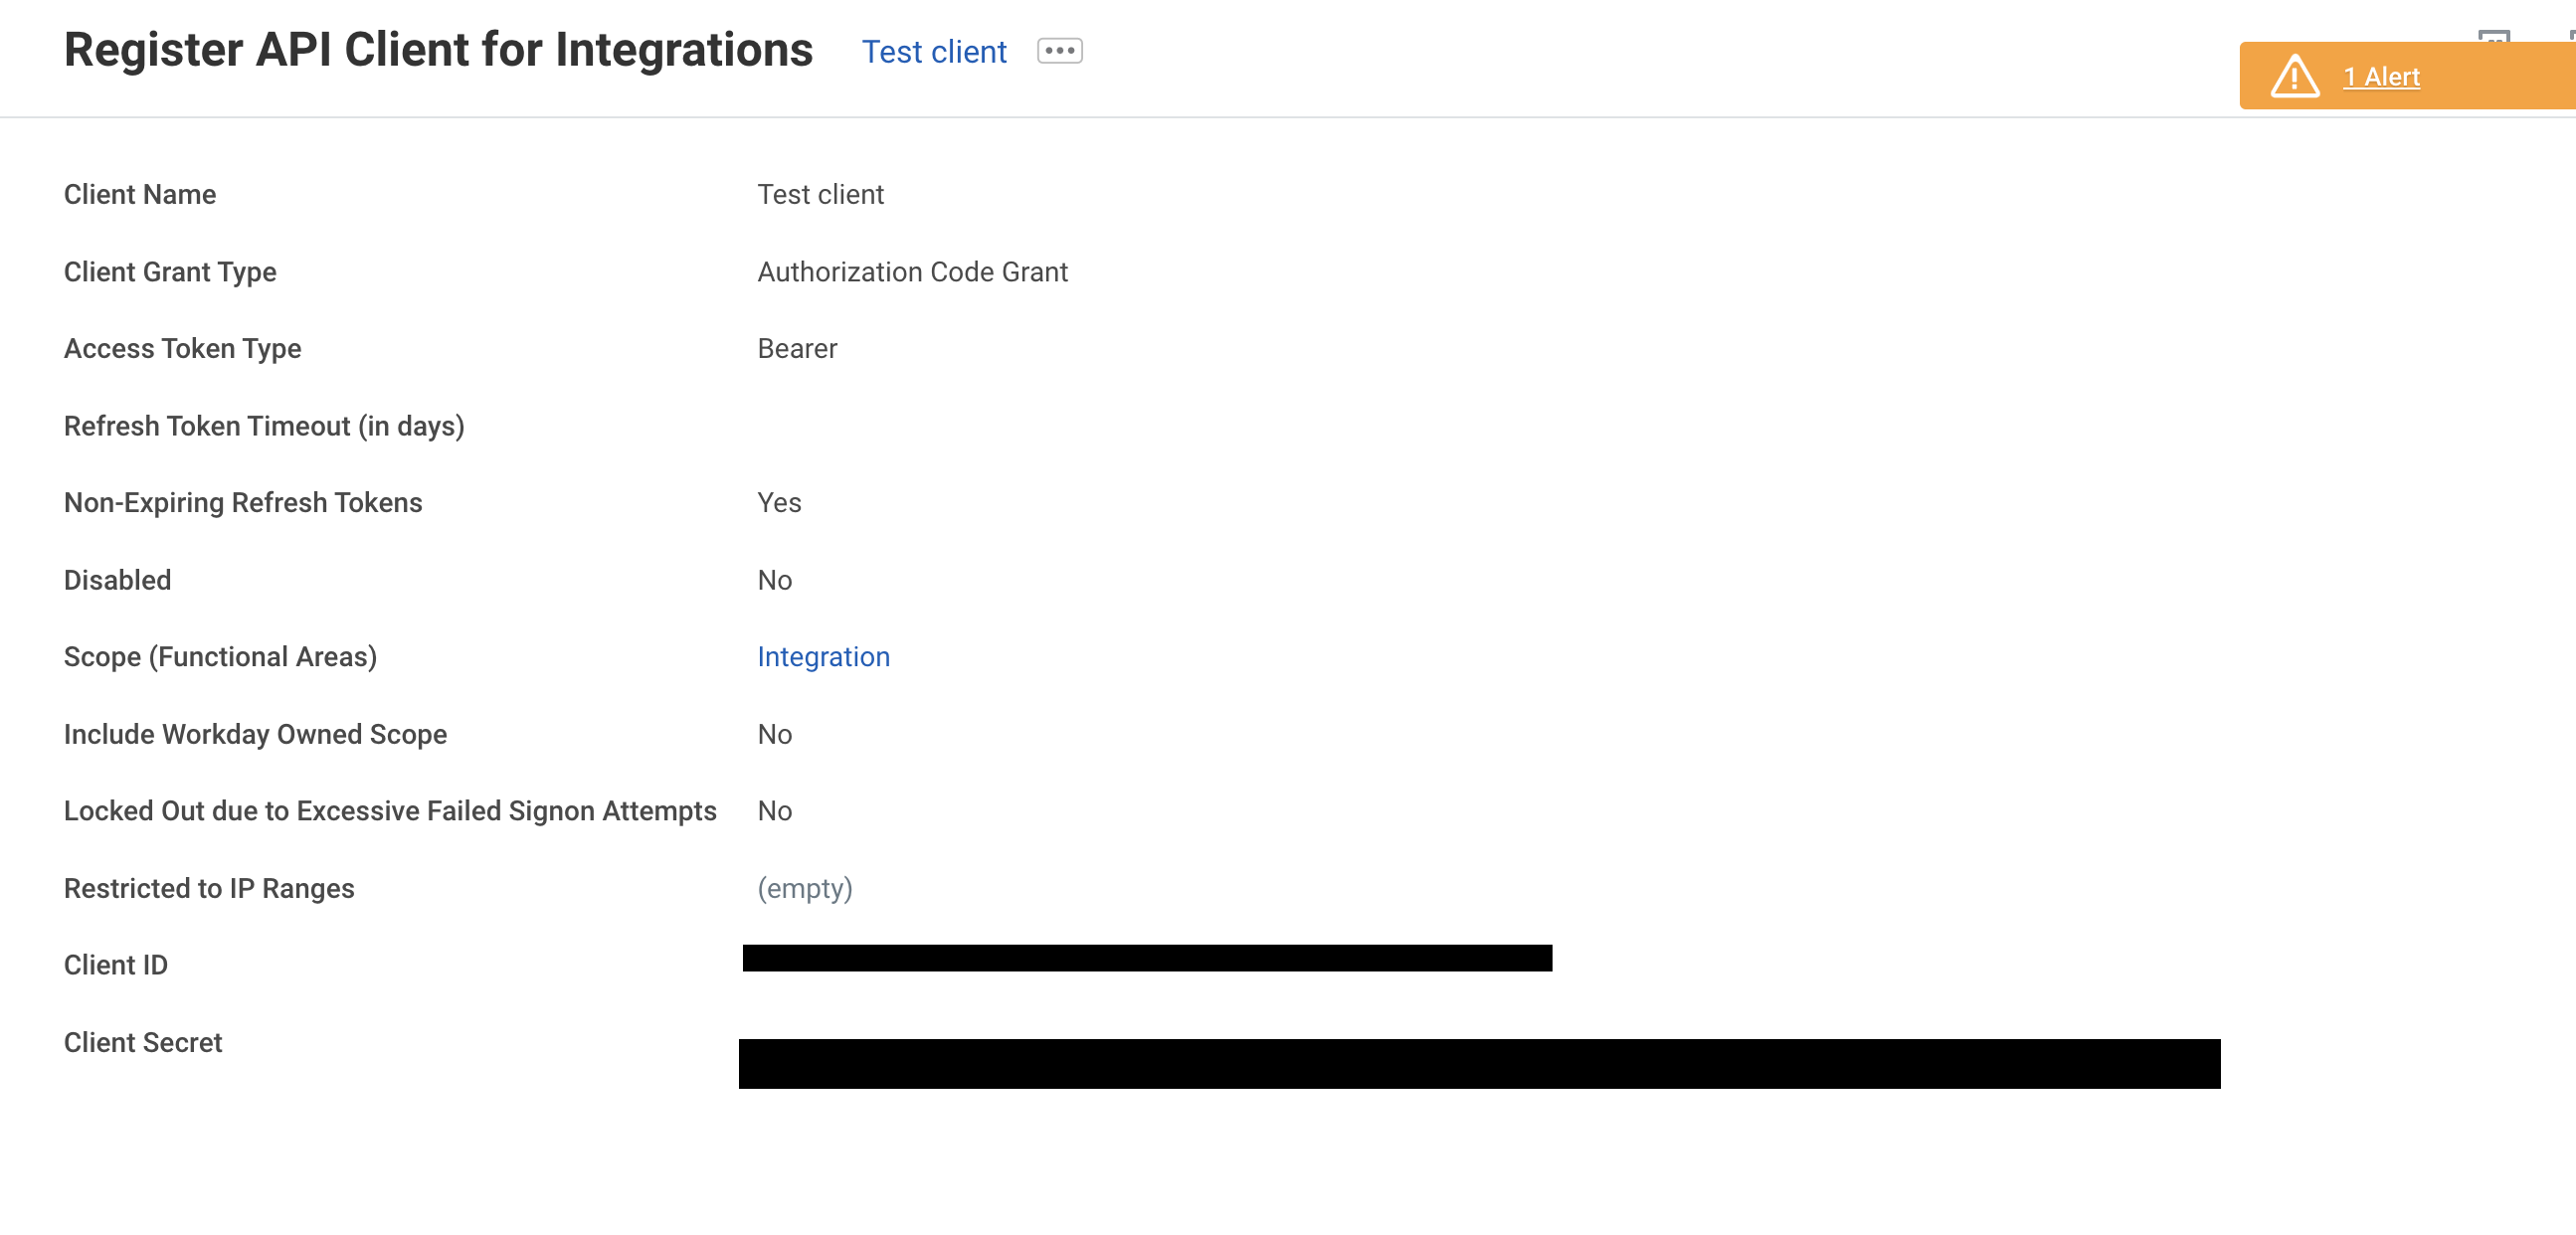 Register API Client for Integrations Test client
1 Alert
Client Name Test client
Client Grant Type Authorization Code Grant
Access Token Type Bearer
Refresh Token Timeout (in days)
Non-Expiring Refresh Tokens Yes
Disabled No
Scope (Functional Areas) Integration
Include Workday Owned Scope No
Locked Out due to Excessive Failed Signon Attempts No
Restricted to IP Ranges (empty)
Client ID
Client Secret